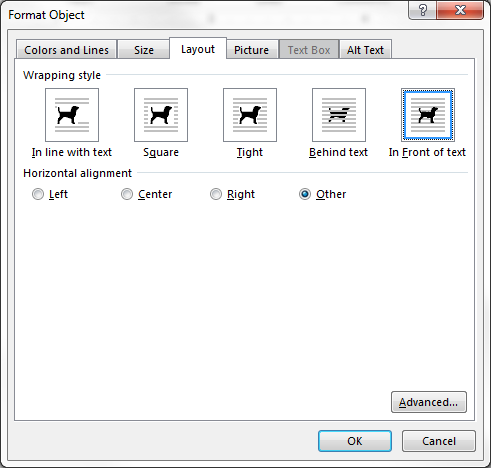 Format Object
?
Colors and Lines Size Layout Picture Text Box Alt Text
Wrapping style
In line with text Square Tight Behind text In Front of text
Horizontal alignment
Left Center Right Other
Advanced...
OK Cancel